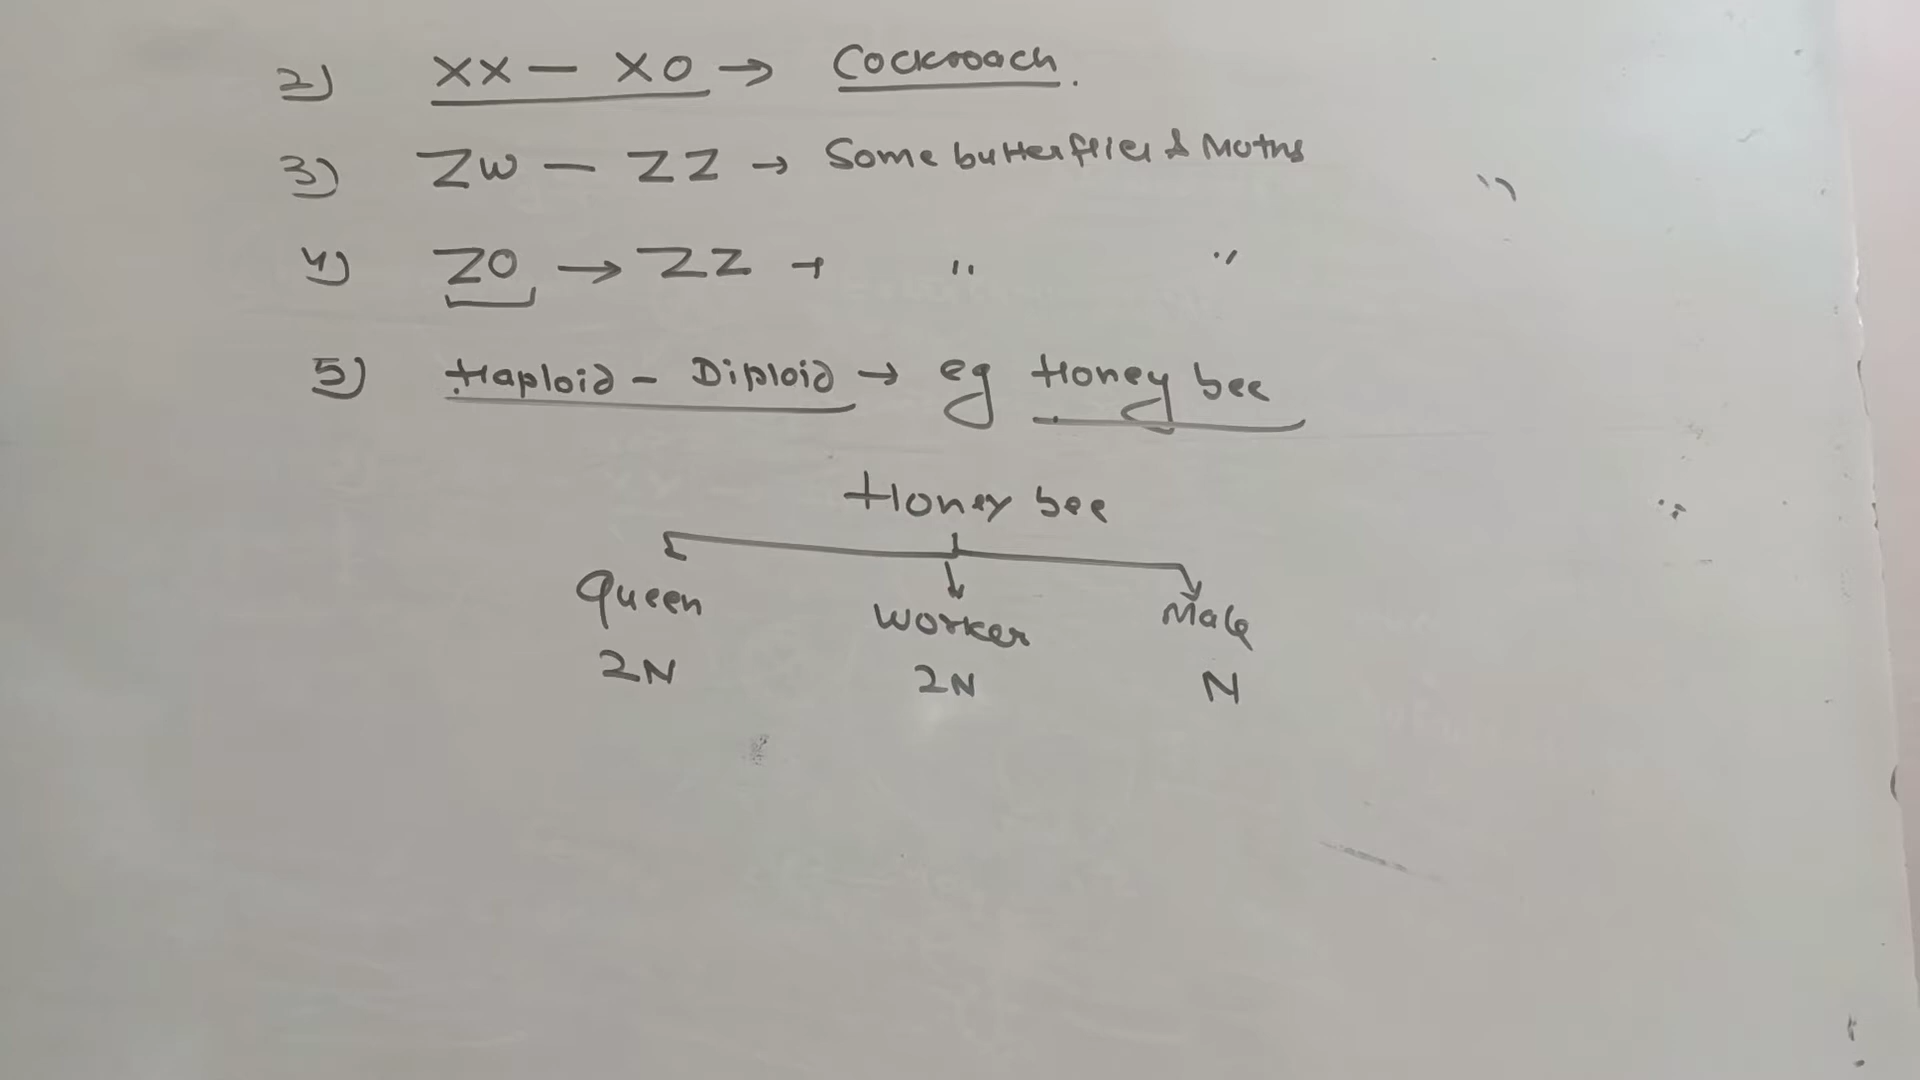 2) XX — XO → Cockroach.
3) ZW — ZZ → Some butterflies & Moths
4) ZO → ZZ → " "
5) Haploid - Diploid → eg Honey bee
Honey bee
Queen Worker Male
2N 2N N